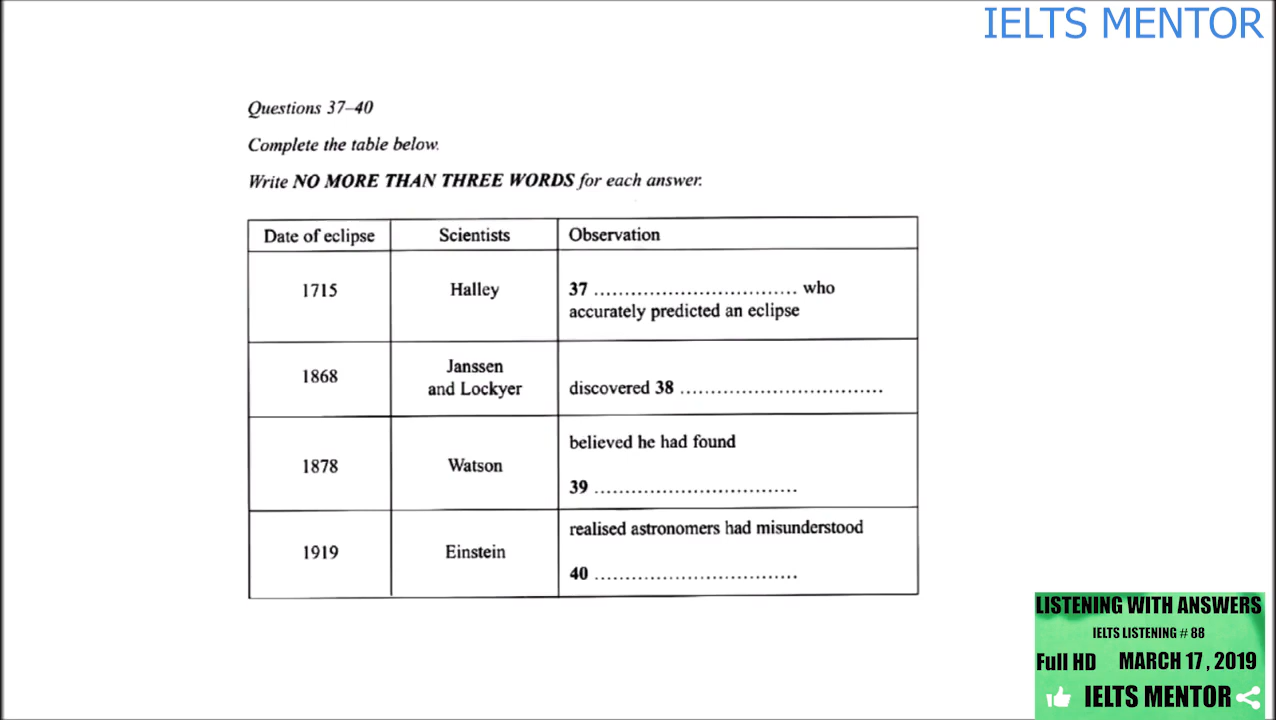 IELTS MENTOR
Questions 37–40
Complete the table below.
Write NO MORE THAN THREE WORDS for each answer.
Date of eclipse
Scientists
Observation
1715
Halley
37 ................................. who
accurately predicted an eclipse
1868
Janssen
and Lockyer
discovered 38 .................................
1878
Watson
believed he had found
39 .................................
1919
Einstein
realised astronomers had misunderstood
40 .................................
LISTENING WITH ANSWERS
IELTS LISTENING # 88
Full HD MARCH 17 , 2019
IELTS MENTOR